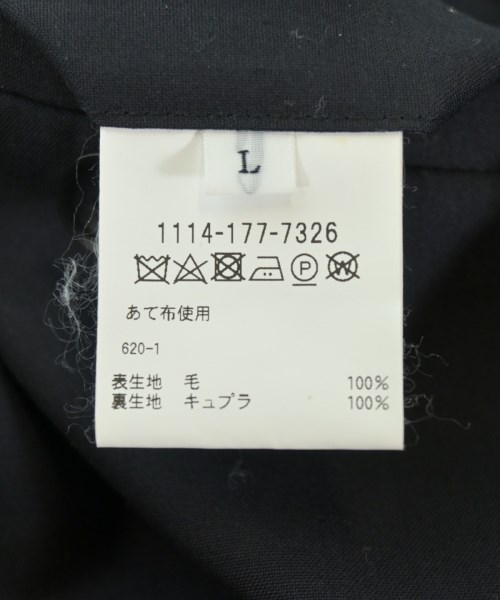 L
1114-177-7326
P W
あて布使用
620-1
表生地 毛 100%
裏生地 キュプラ 100%